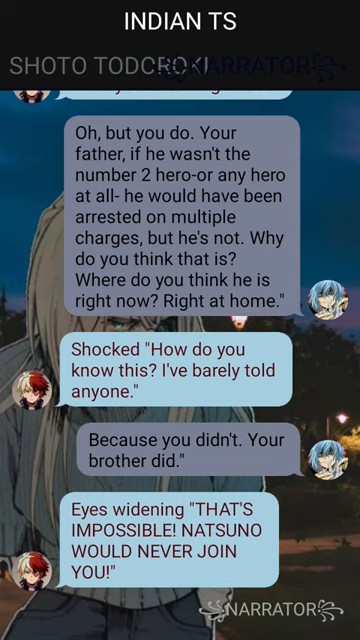 INDIAN TS
SHOTO TODOROKI
NARRATOR
Oh, but you do. Your
father, if he wasn't the
number 2 hero-or any hero
at all- he would have been
arrested on multiple
charges, but he's not. Why
do you think that is?
Where do you think he is
right now? Right at home."
Shocked "How do you
know this? I've barely told
anyone."
Because you didn't. Your
brother did."
Eyes widening "THAT'S
IMPOSSIBLE! NATSUNO
WOULD NEVER JOIN
YOU!"
NARRATOR